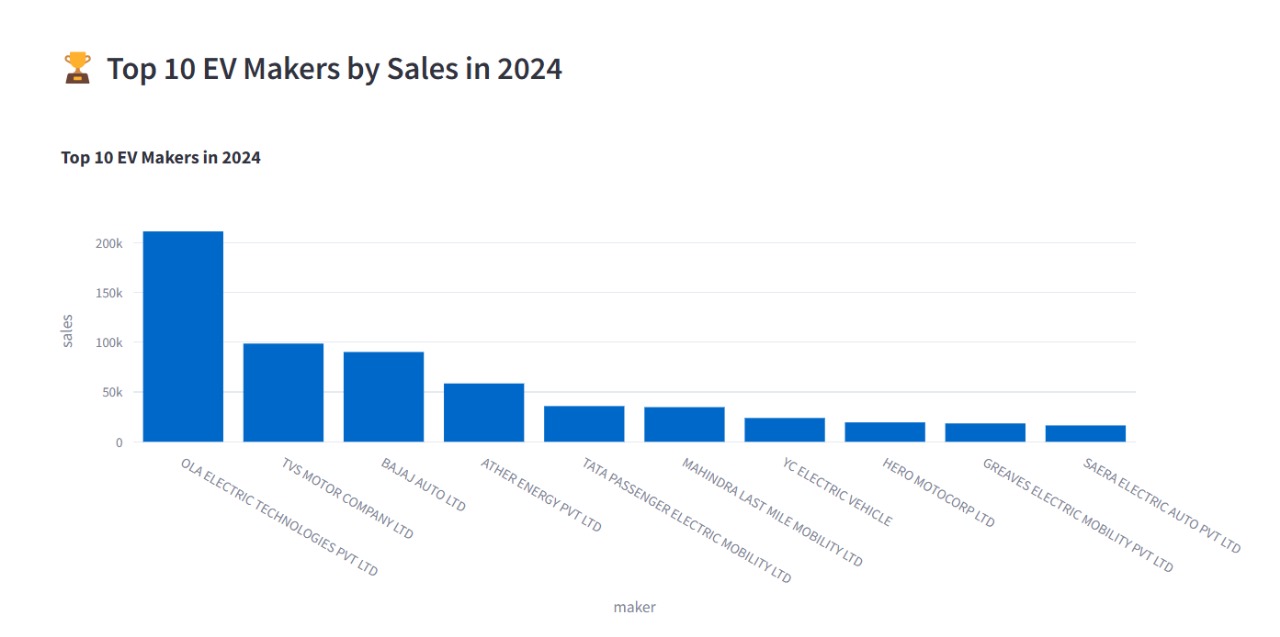 🏆 Top 10 EV Makers by Sales in 2024
Top 10 EV Makers in 2024
sales
200k
150k
100k
50k
0
OLA ELECTRIC TECHNOLOGIES PVT LTD
TVS MOTOR COMPANY LTD
BAJAJ AUTO LTD
ATHER ENERGY PVT LTD
TATA PASSENGER ELECTRIC MOBILITY LTD
MAHINDRA LAST MILE MOBILITY LTD
YC ELECTRIC VEHICLE
HERO MOTOCORP LTD
GREAVES ELECTRIC MOBILITY PVT LTD
SAERA ELECTRIC AUTO PVT LTD
maker